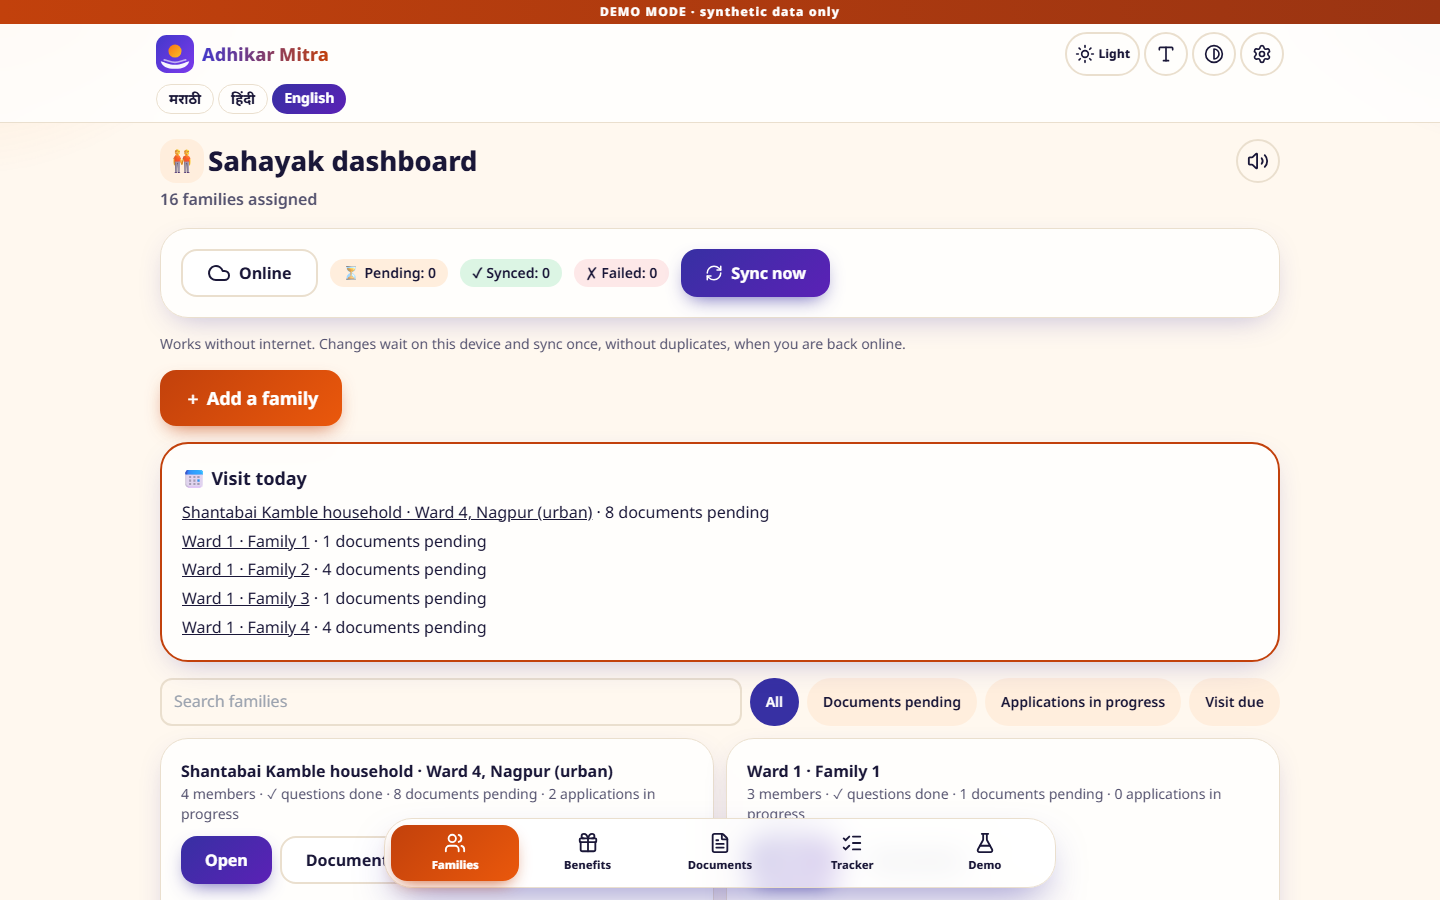 DEMO MODE · synthetic data only
Adhikar Mitra
Light
मराठी
हिंदी
English
Sahayak dashboard
16 families assigned
Online
⏳ Pending: 0
✓ Synced: 0
✗ Failed: 0
Sync now
Works without internet. Changes wait on this device and sync once, without duplicates, when you are back online.
+ Add a family
Visit today
Shantabai Kamble household · Ward 4, Nagpur (urban) · 8 documents pending
Ward 1 · Family 1 · 1 documents pending
Ward 1 · Family 2 · 4 documents pending
Ward 1 · Family 3 · 1 documents pending
Ward 1 · Family 4 · 4 documents pending
Search families
All
Documents pending
Applications in progress
Visit due
Shantabai Kamble household · Ward 4, Nagpur (urban)
4 members · ✓ questions done · 8 documents pending · 2 applications in
progress
Open
Document
Ward 1 · Family 1
3 members · ✓ questions done · 1 documents pending · 0 applications in
progress
Families
Benefits
Documents
Tracker
Demo